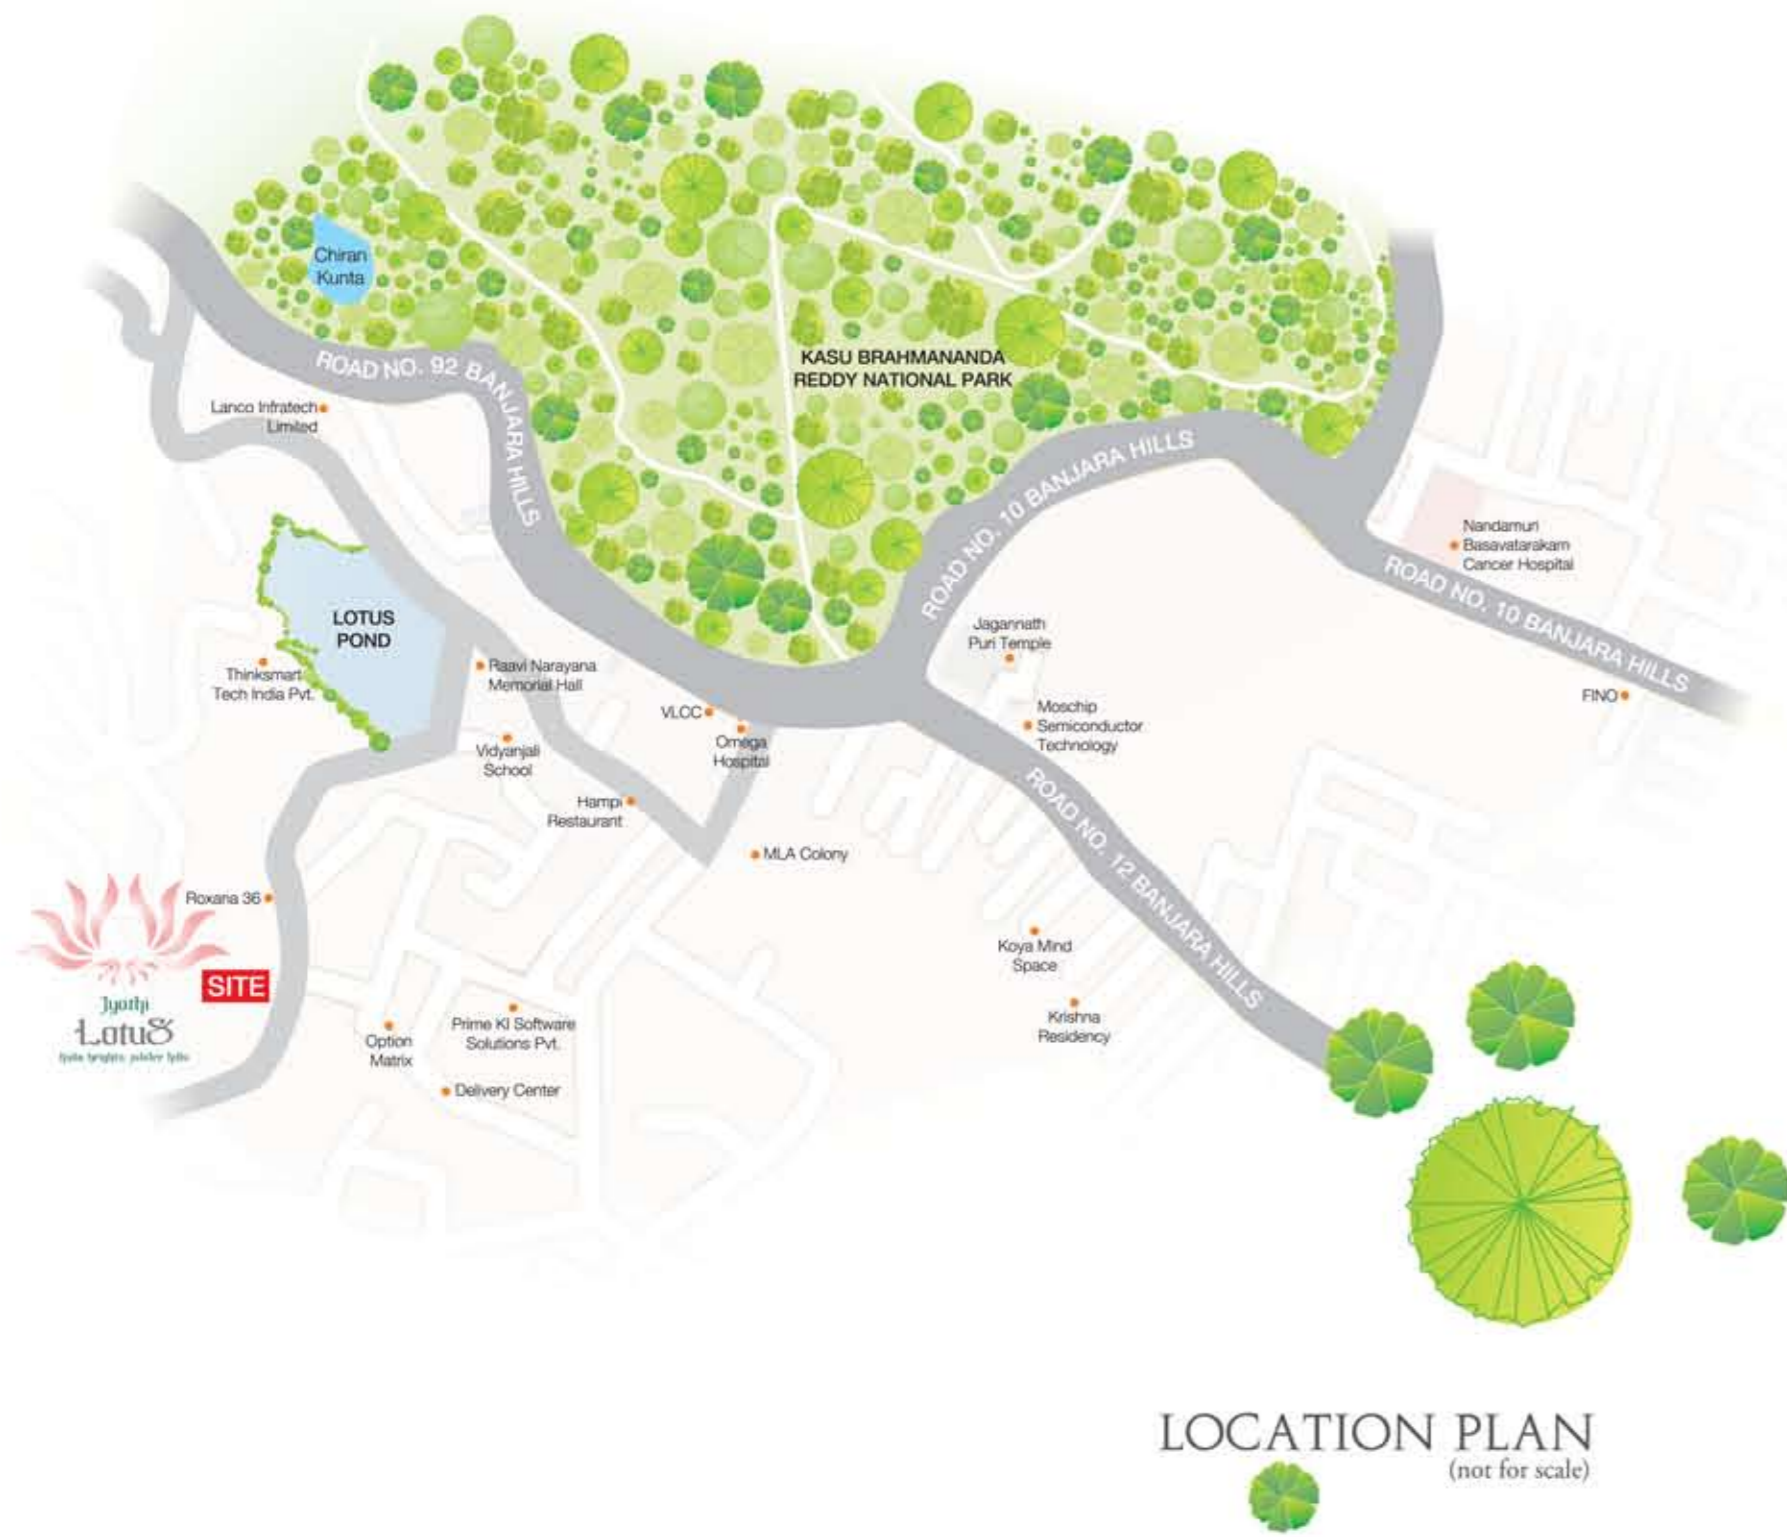 Chiran
Kunta
KASU BRAHMANANDA
REDDY NATIONAL PARK
ROAD NO. 92 BANJARA HILLS
Lanco Infratech
Limited
ROAD NO. 10 BANJARA HILLS
Nandamuri
Basavatarakam
Cancer Hospital
ROAD NO. 10 BANJARA HILLS
LOTUS
POND
Jagannath
Puri Temple
Thinksmart
Tech India Pvt.
Raavi Narayana
Memorial Hall
FINO
VLCC
Moschip
Semiconductor
Technology
Omega
Hospital
Vidyanjali
School
Hampi
Restaurant
ROAD NO. 12 BANJARA HILLS
MLA Colony
Roxana 36
Koya Mind
Space
SITE
Jyothi
Lotus
Krishna
Residency
Prime KI Software
Solutions Pvt.
Option
Matrix
Delivery Center
LOCATION PLAN
(not for scale)